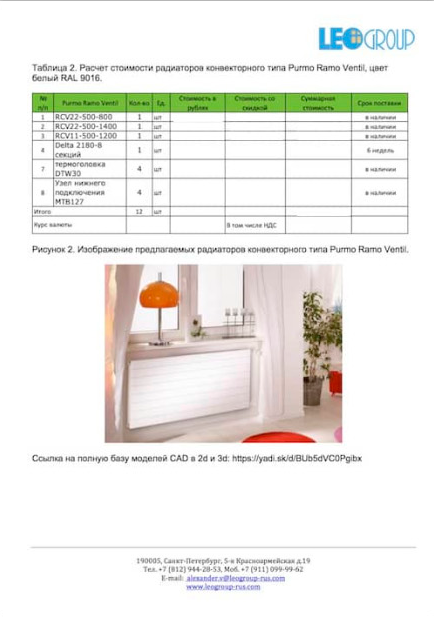 LEOGROUP
Таблица 2. Расчет стоимости радиаторов конвекторного типа Purmo Ramo Ventil, цвет
белый RAL 9016.
№ п/п Purmo Ramo Ventil Кол-во Ед. Стоимость в рублях Стоимость со скидкой Суммарная стоимость Срок поставки
1 RCV22-500-800 1 шт в наличии
2 RCV22-500-1400 1 шт в наличии
3 RCV11-500-1200 1 шт в наличии
4 Delta 2180-8 секций 1 шт 6 недель
7 термоголовка DTW30 4 шт в наличии
8 Узел нижнего подключения MTB127 4 шт в наличии
Итого 12 шт
Курс валюты В том числе НДС
Рисунок 2. Изображение предлагаемых радиаторов конвекторного типа Purmo Ramo Ventil.
Ссылка на полную базу моделей CAD в 2d и 3d: https://yadi.sk/d/BUb5dVC0Pgibx
190005, Санкт-Петербург, 5-я Красноармейская д.19
Тел. +7 (812) 944-28-53, Моб. +7 (911) 099-99-62
E-mail: alexander.v@leogroup-rus.com
www.leogroup-rus.com